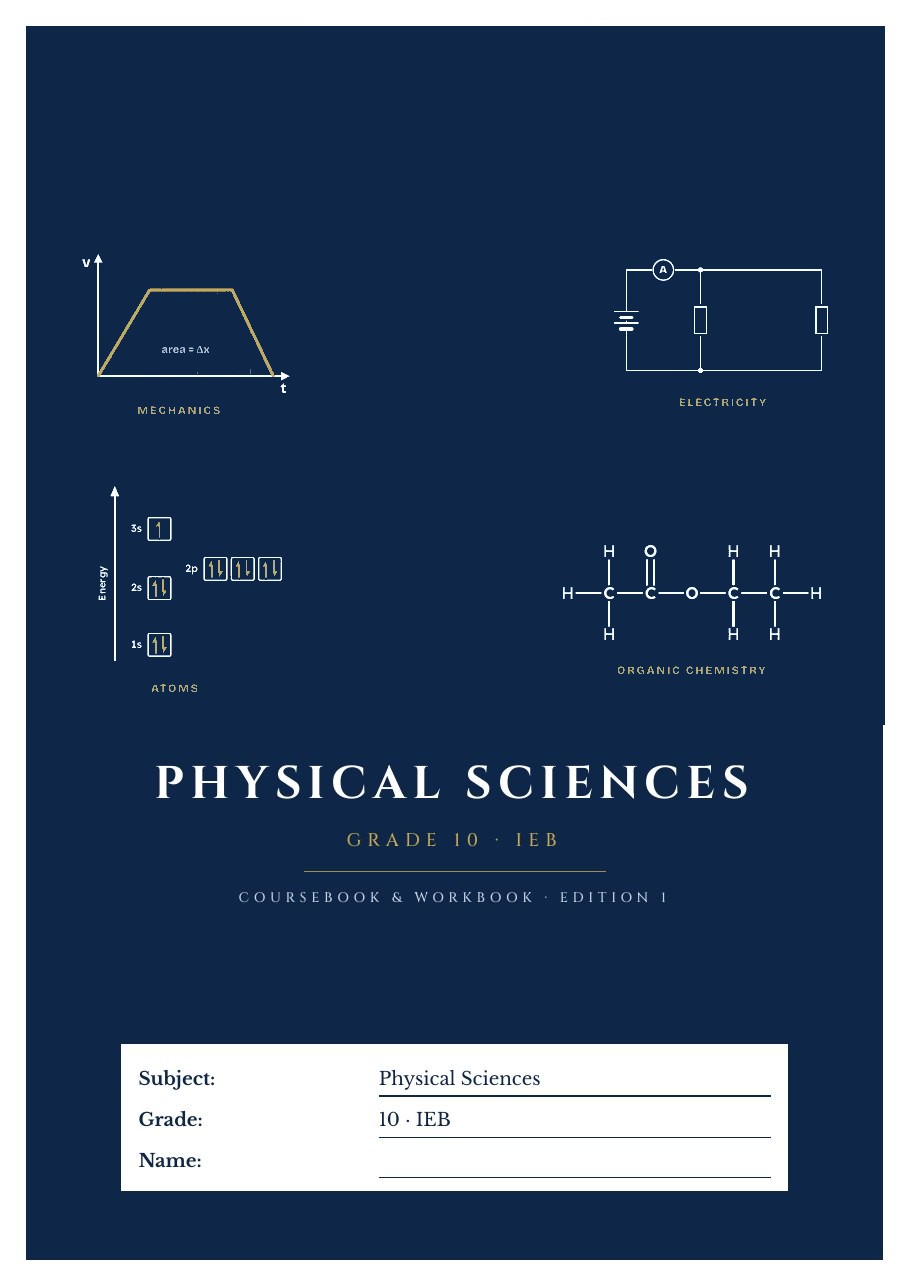 V
area = Δx
t
MECHANICS
A
ELECTRICITY
Energy
3s
2p
2s
1s
ATOMS
H O H H
H C C O C C H
H H H
ORGANIC CHEMISTRY
PHYSICAL SCIENCES
GRADE 10 · IEB
COURSEBOOK & WORKBOOK · EDITION 1
Subject: Physical Sciences
Grade: 10 · IEB
Name: